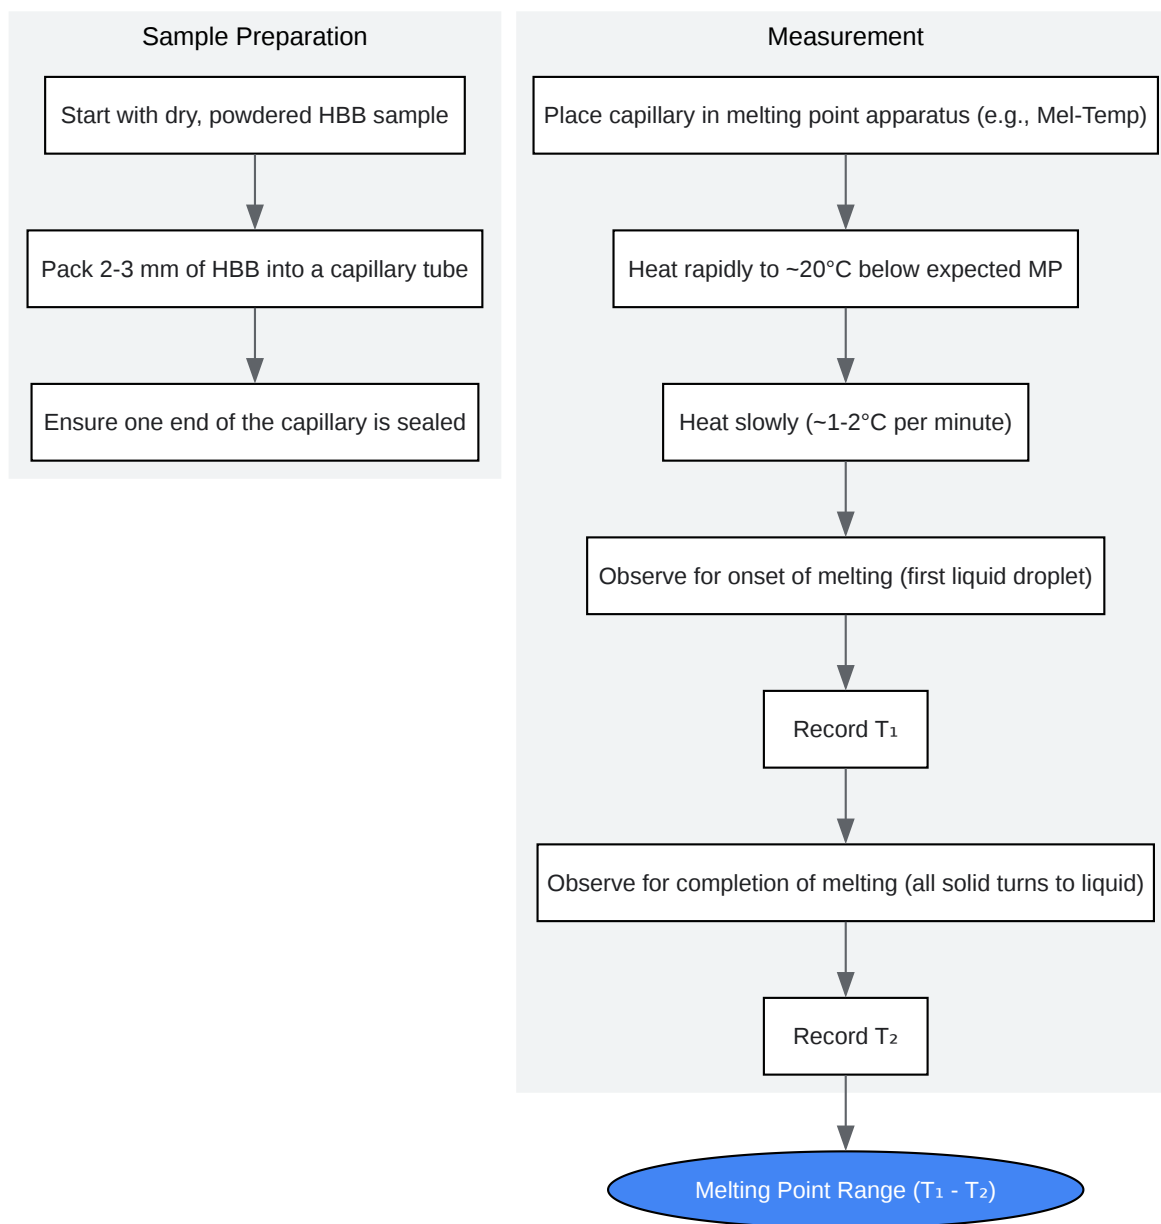 Sample Preparation
Start with dry, powdered HBB sample
Pack 2-3 mm of HBB into a capillary tube
Ensure one end of the capillary is sealed
Measurement
Place capillary in melting point apparatus (e.g., Mel-Temp)
Heat rapidly to ~20°C below expected MP
Heat slowly (~1-2°C per minute)
Observe for onset of melting (first liquid droplet)
Record T₁
Observe for completion of melting (all solid turns to liquid)
Record T₂
Melting Point Range (T₁ - T₂)